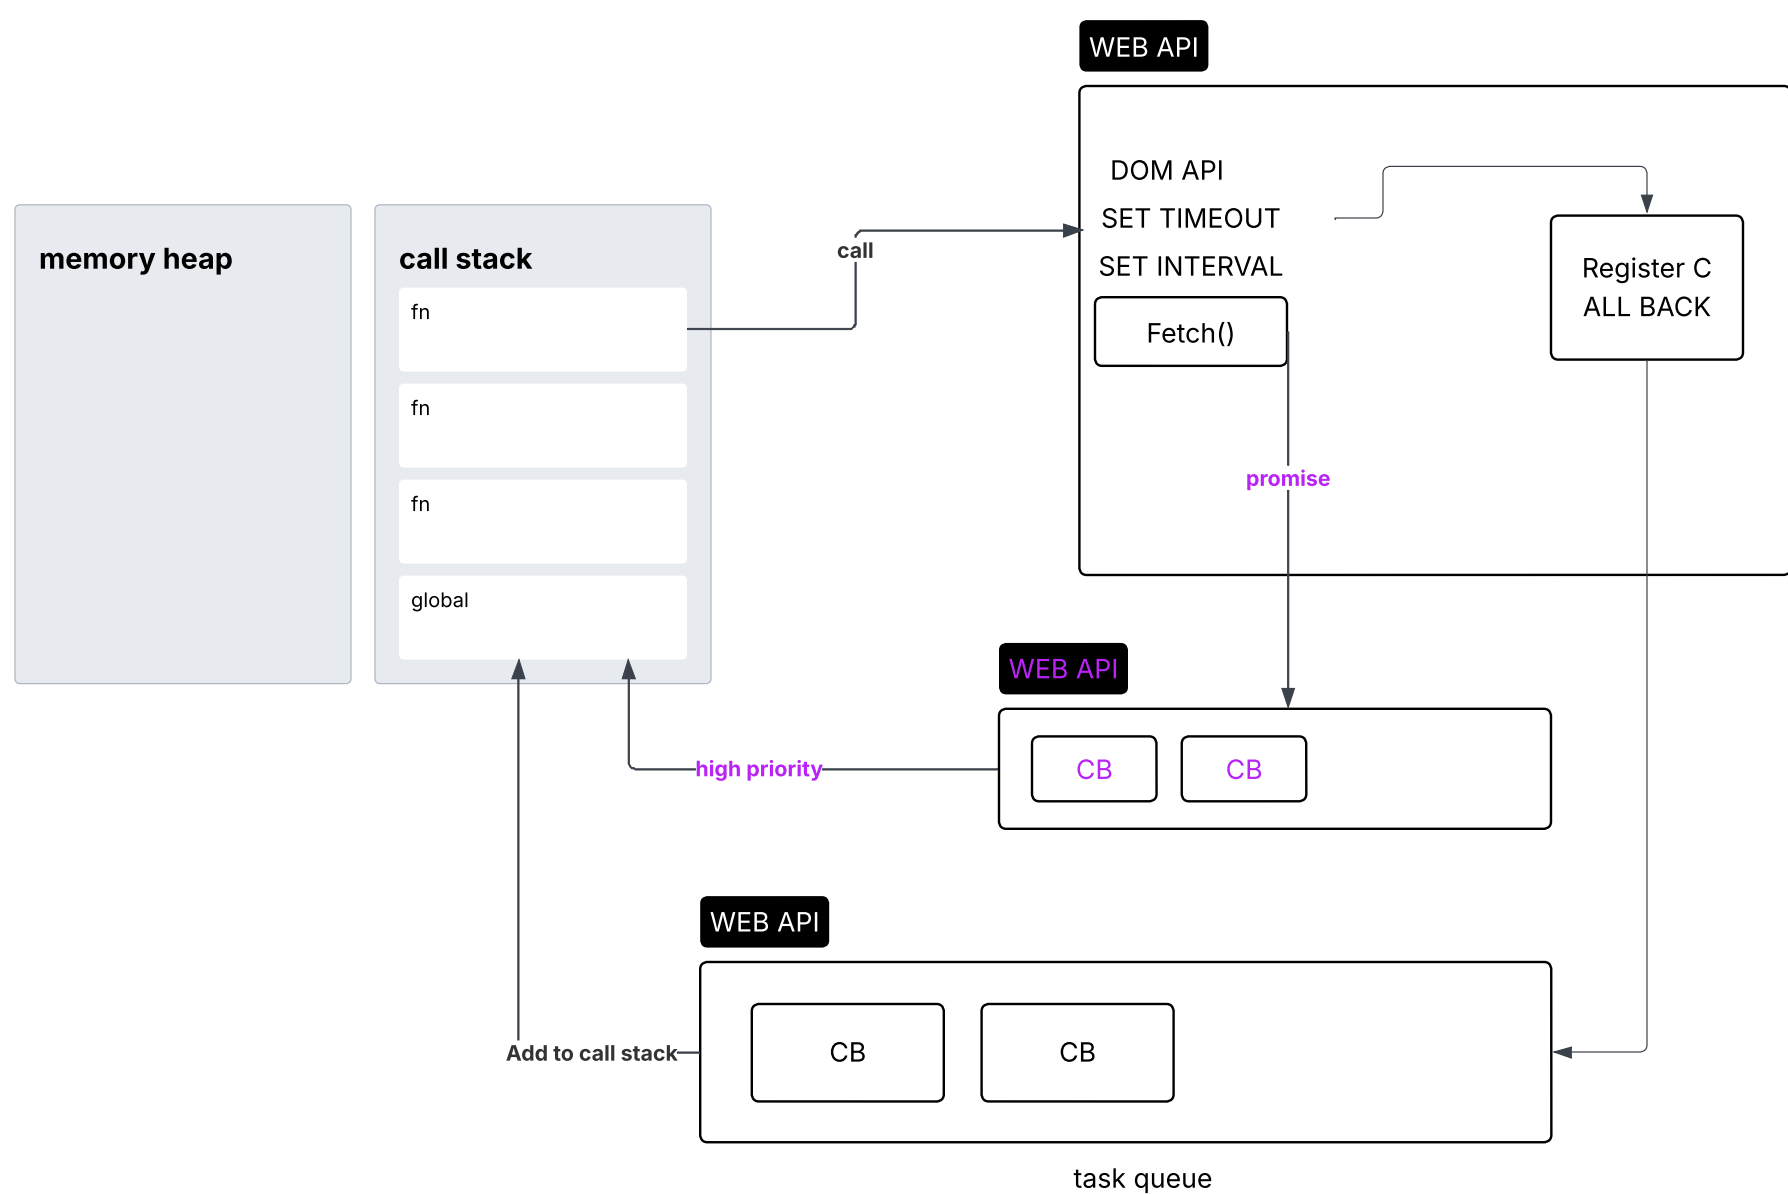 WEB API
DOM API
SET TIMEOUT
SET INTERVAL
Fetch()
Register C
ALL BACK
memory heap
call stack
fn
fn
fn
global
call
promise
WEB API
CB
CB
high priority
WEB API
CB
CB
Add to call stack
task queue